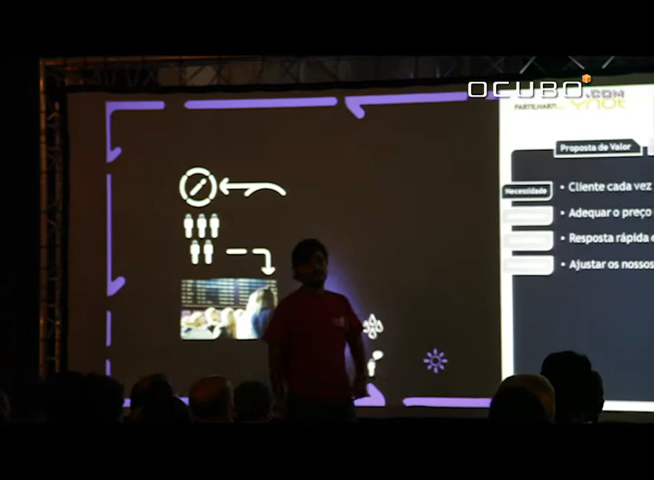 OCUBO
.COM
PARTILHAR?!...
Ynot
Proposta de Valor
Necessidade
• Cliente cada vez
• Adequar o preço
• Resposta rápida
• Ajustar os nossos